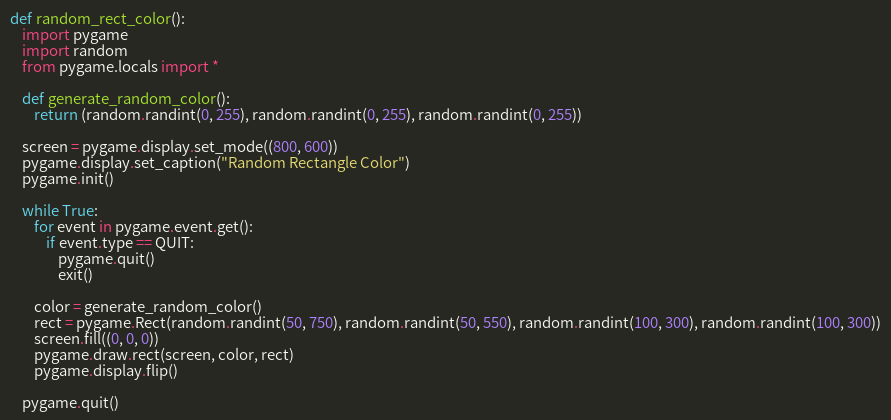 def random_rect_color():
    import pygame
    import random
    from pygame.locals import *

    def generate_random_color():
        return (random.randint(0, 255), random.randint(0, 255), random.randint(0, 255))

    screen = pygame.display.set_mode((800, 600))
    pygame.display.set_caption("Random Rectangle Color")
    pygame.init()

    while True:
        for event in pygame.event.get():
            if event.type == QUIT:
                pygame.quit()
                exit()

        color = generate_random_color()
        rect = pygame.Rect(random.randint(50, 750), random.randint(50, 550), random.randint(100, 300), random.randint(100, 300))
        screen.fill((0, 0, 0))
        pygame.draw.rect(screen, color, rect)
        pygame.display.flip()

    pygame.quit()